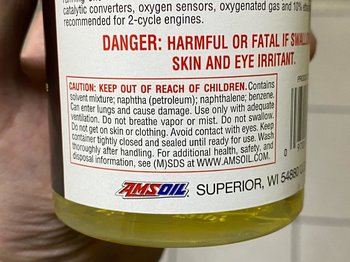 catalytic converters, oxygen sensors, oxygenated gas and 10%
recommended for 2-cycle engines.
DANGER: HARMFUL OR FATAL IF
SKIN AND EYE IRRITANT.
CAUTION: KEEP OUT OF REACH OF CHILDREN. Contains
solvent mixture; naphtha (petroleum); naphthalene; benzene.
Can enter lungs and cause damage. Use only with adequate
ventilation. Do not breathe vapor or mist. Do not swallow.
Do not get on skin or clothing. Avoid contact with eyes. Keep
container tightly closed and sealed until ready for use. Wash
thoroughly after handling. For additional health, safety, and
disposal information, see (M)SDS at WWW.AMSOIL.COM.
AMSOIL SUPERIOR, WI 54880
0